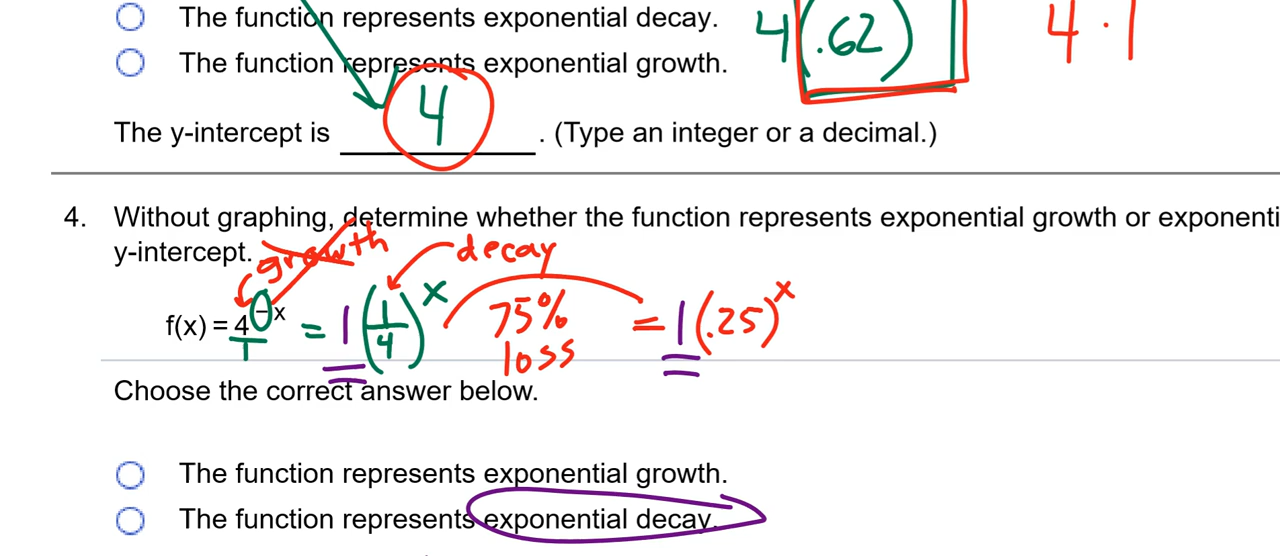 The function represents exponential decay.
The function represents exponential growth.
4(.62) 4 · 1
The y-intercept is 4 . (Type an integer or a decimal.)
4. Without graphing, determine whether the function represents exponential growth or exponenti
y-intercept. growth decay
f(x) = 4^-x = 1(1/4)^x 75% loss = 1(.25)^x
1
Choose the correct answer below.
The function represents exponential growth.
The function represents exponential decay.